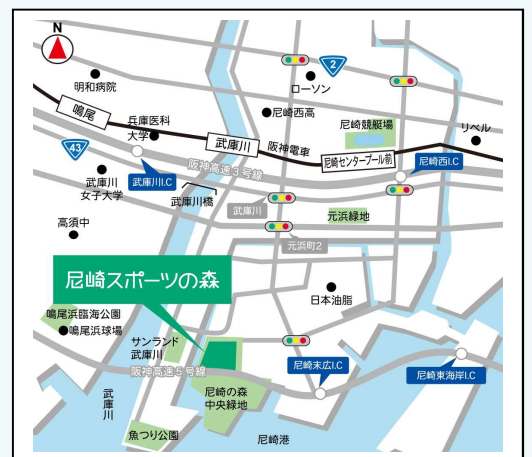 N
2
明和病院
ローソン
鳴尾
兵庫医科
大学
尼崎西高
尼崎競艇場
リベル
43
武庫川
阪神電車
尼崎センタープール前
阪神高速3号線
武庫川I.C
尼崎西I.C
武庫川
女子大学
武庫川橋
武庫川
元浜緑地
高須中
元浜町2
尼崎スポーツの森
日本油脂
鳴尾浜臨海公園
鳴尾浜球場
サンランド
武庫川
阪神高速5号線
尼崎末広I.C
尼崎東海岸I.C
武庫川
尼崎の森
中央緑地
魚つり公園
尼崎港